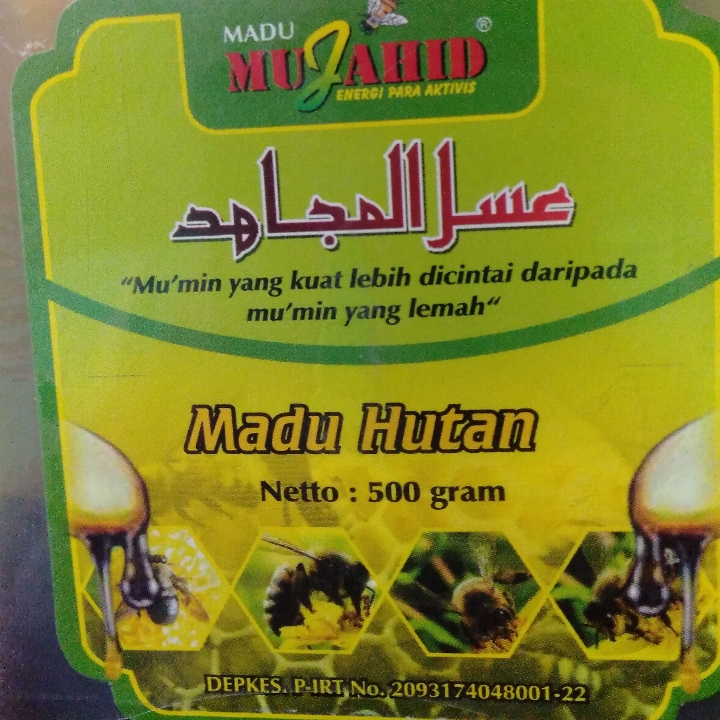 MADU
MUJAHID®
ENERGI PARA AKTIVIS
عسل المجاهد
“Mu’min yang kuat lebih dicintai daripada
mu’min yang lemah“
Madu Hutan
Netto : 500 gram
DEPKES. P-IRT No. 2093174048001-22